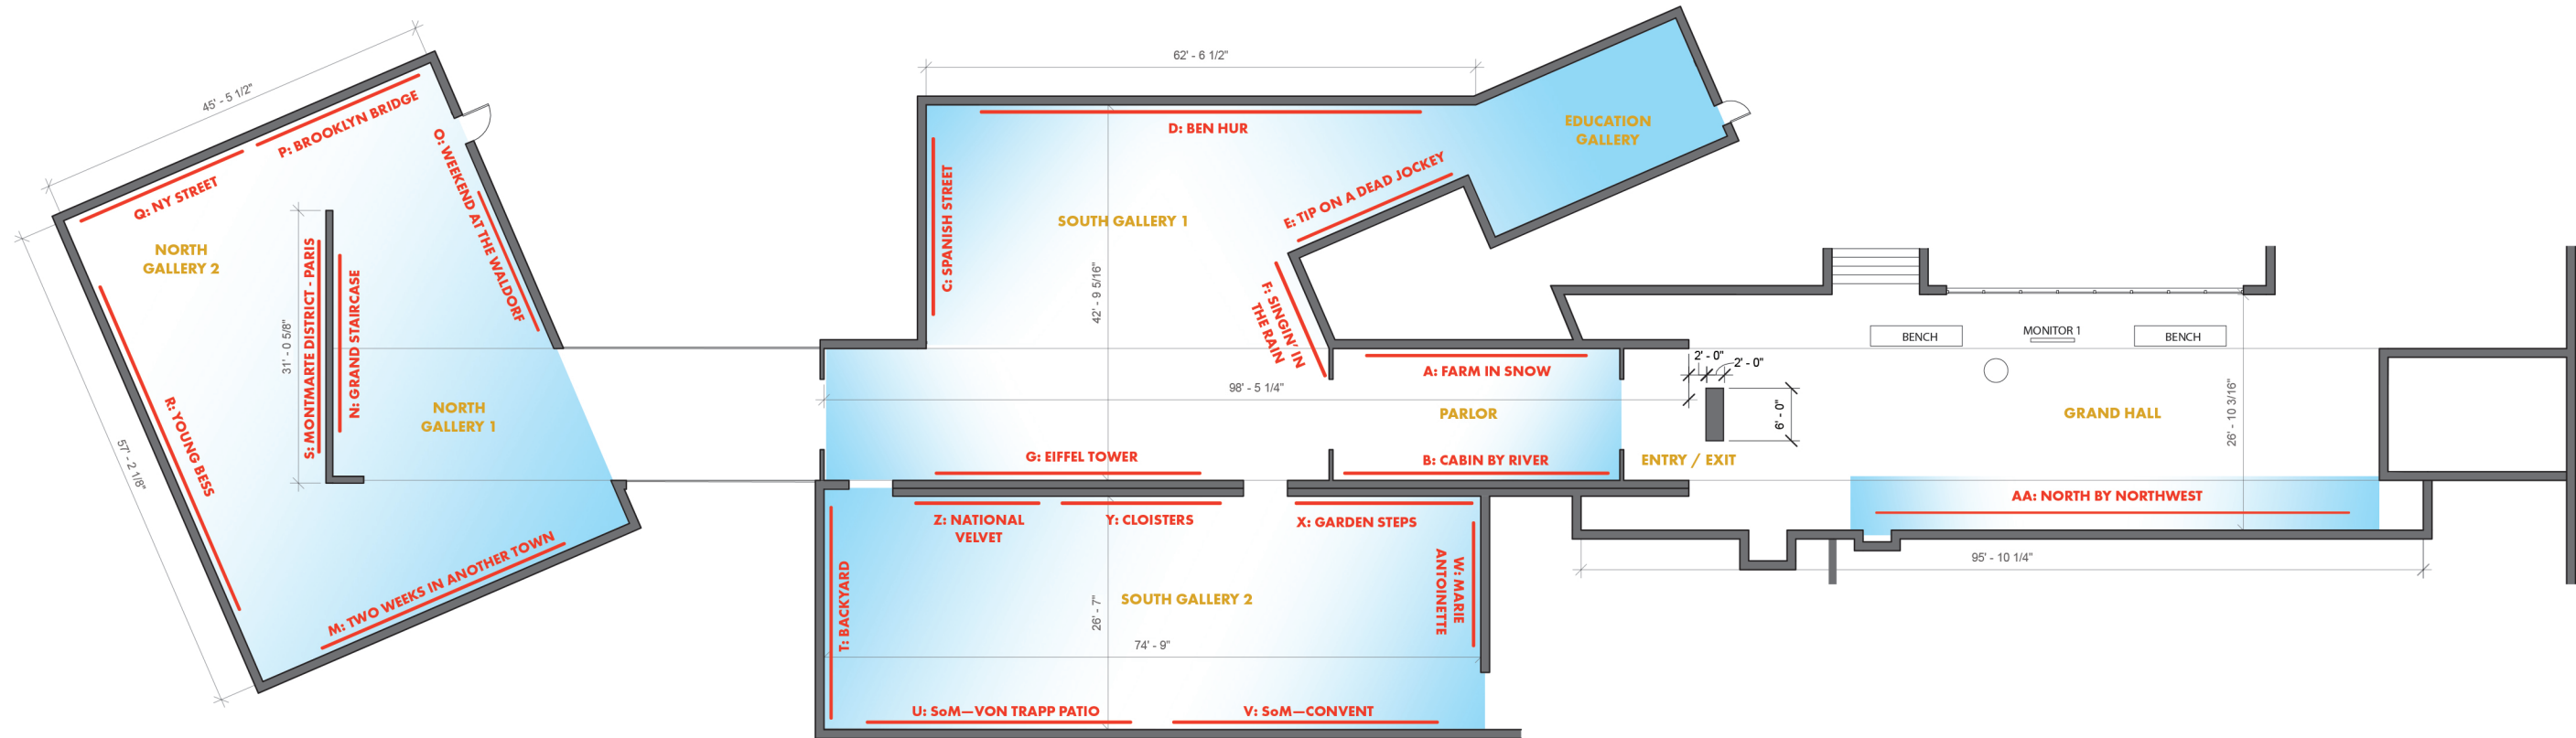 45' - 5 1/2"
P: BROOKLYN BRIDGE
Q: NY STREET
O: WEEKEND AT THE WALDORF
NORTH
GALLERY 2
S: MONTMARTE DISTRICT - PARIS
N: GRAND STAIRCASE
31' - 0 5/8"
R: YOUNG BESS
57' - 2 1/8"
NORTH
GALLERY 1
M: TWO WEEKS IN ANOTHER TOWN
62' - 6 1/2"
D: BEN HUR
C: SPANISH STREET
SOUTH GALLERY 1
E: TIP ON A DEAD JOCKEY
EDUCATION
GALLERY
42' - 9 5/16"
F: SINGIN' IN
THE RAIN
A: FARM IN SNOW
98' - 5 1/4"
PARLOR
G: EIFFEL TOWER
B: CABIN BY RIVER
ENTRY / EXIT
2' - 0"
2' - 0"
6' - 0"
BENCH
MONITOR 1
BENCH
GRAND HALL
26' - 10 3/16"
AA: NORTH BY NORTHWEST
95' - 10 1/4"
Z: NATIONAL
VELVET
Y: CLOISTERS
X: GARDEN STEPS
T: BACKYARD
W: MARIE
ANTOINETTE
SOUTH GALLERY 2
26' - 7"
74' - 9"
U: SoM—VON TRAPP PATIO
V: SoM—CONVENT